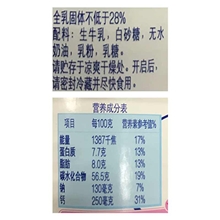 全乳固体不低于28%
配料：生牛乳，白砂糖，无水
奶油，乳粉，乳糖。
请贮存于凉爽干燥处。开启后，
请密封冷藏并尽快食用。
营养成分表
项目 每100克 营养素参考值%
能量 1387千焦 17%
蛋白质 7.7克 13%
脂肪 8.0克 13%
碳水化合物 56.5克 19%
钠 130毫克 7%
钙 250毫克 31%